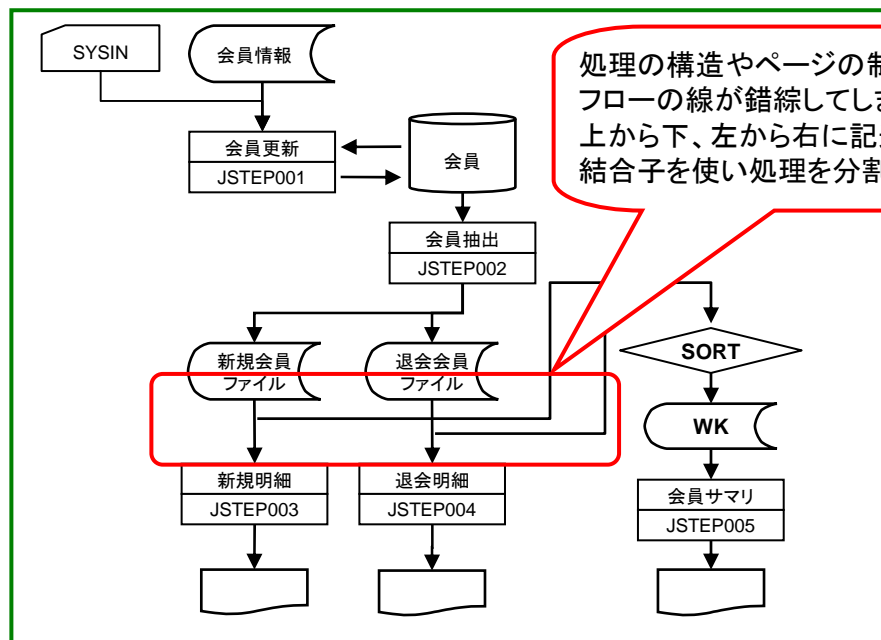 SYSIN
会員情報
処理の構造やページの制
フローの線が錯綜してしま
上から下、左から右に記
結合子を使い処理を分割
会員更新
JSTEP001
会員
会員抽出
JSTEP002
新規会員
ファイル
退会会員
ファイル
SORT
WK
新規明細
JSTEP003
退会明細
JSTEP004
会員サマリ
JSTEP005